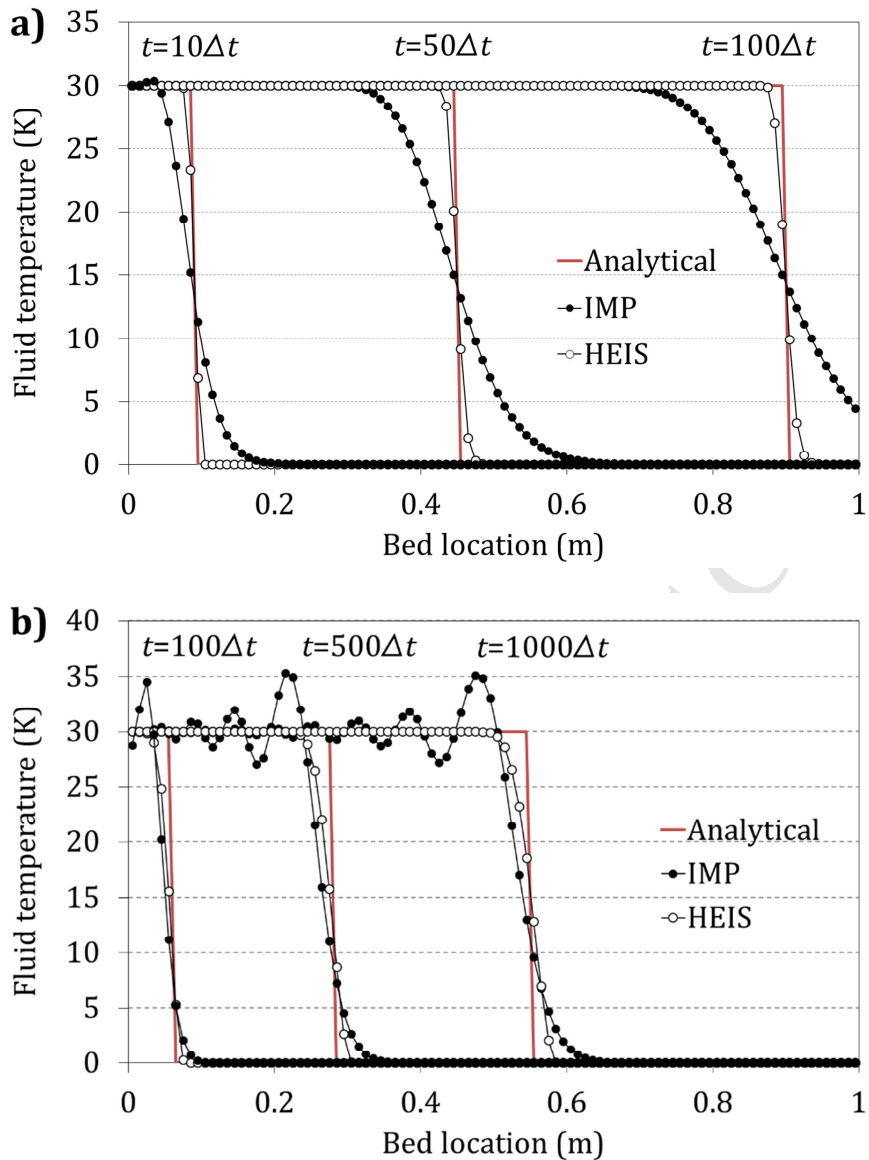 a)
t=10Δt
t=50Δt
t=100Δt
35
30
25
20
15
10
5
0
Fluid temperature (K)
Analytical
IMP
HEIS
0 0.2 0.4 0.6 0.8 1
Bed location (m)
b)
t=100Δt
t=500Δt
t=1000Δt
40
35
30
25
20
15
10
5
0
Fluid temperature (K)
Analytical
IMP
HEIS
0 0.2 0.4 0.6 0.8 1
Bed location (m)